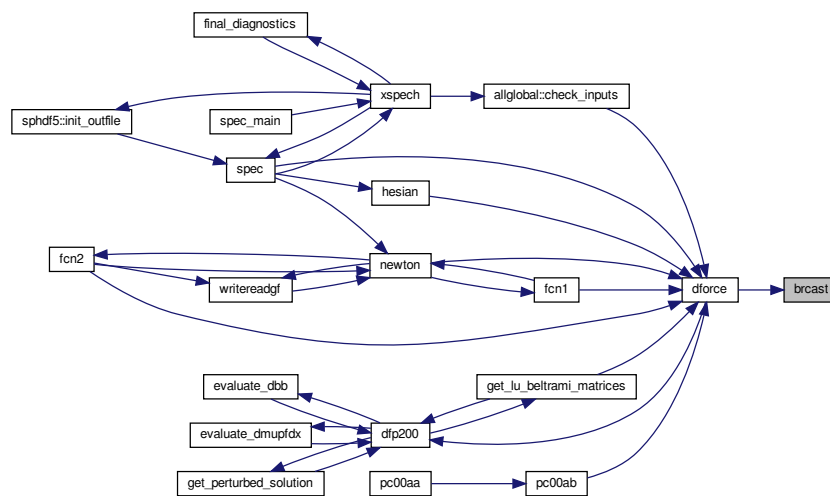 final_diagnostics
xspech
allglobal::check_inputs
sphdf5::init_outfile
spec_main
spec
hesian
fcn2
newton
writereadgf
fcn1
dforce
brcast
evaluate_dbb
get_lu_beltrami_matrices
evaluate_dmupfdx
dfp200
get_perturbed_solution
pc00aa
pc00ab